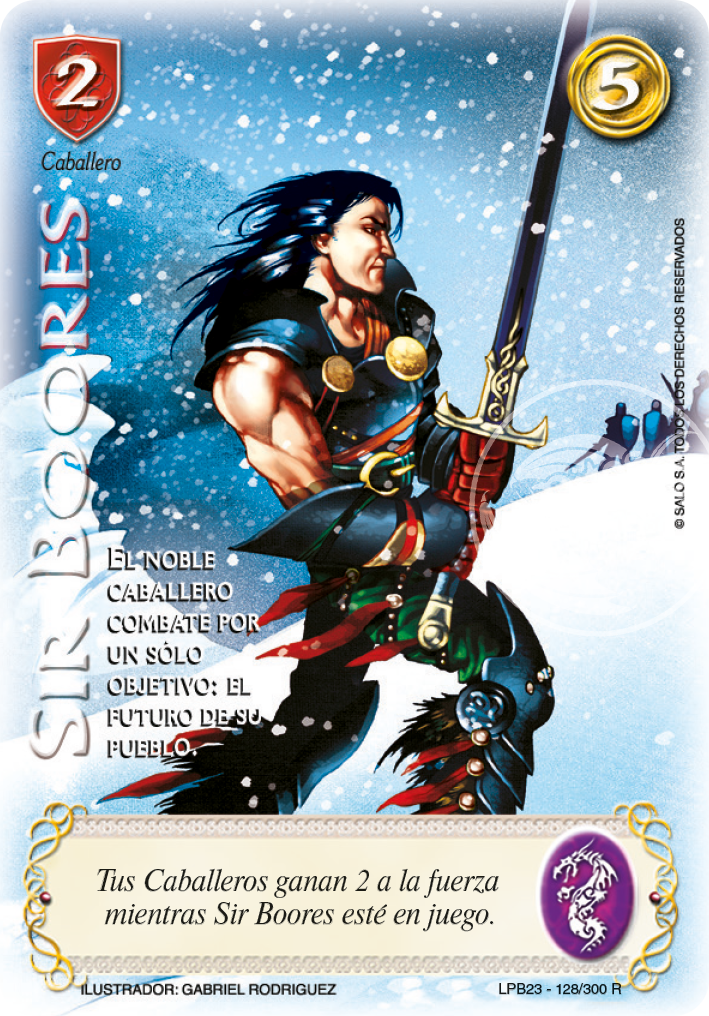 2
5
Caballero
SIR BOORES
© SALO S.A. TODOS LOS DERECHOS RESERVADOS
EL NOBLE
CABALLERO
COMBATE POR
UN SÓLO
OBJETIVO: EL
FUTURO DE SU
PUEBLO.
Tus Caballeros ganan 2 a la fuerza
mientras Sir Boores esté en juego.
ILUSTRADOR: GABRIEL RODRIGUEZ
LPB23 - 128/300 R